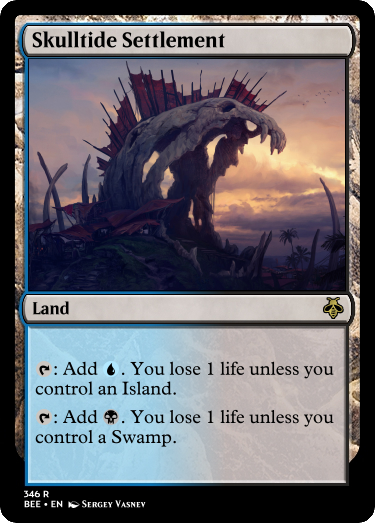 Skulltide Settlement
Land
: Add . You lose 1 life unless you
control an Island.
: Add . You lose 1 life unless you
control a Swamp.
346 R
BEE • EN Sergey Vasnev